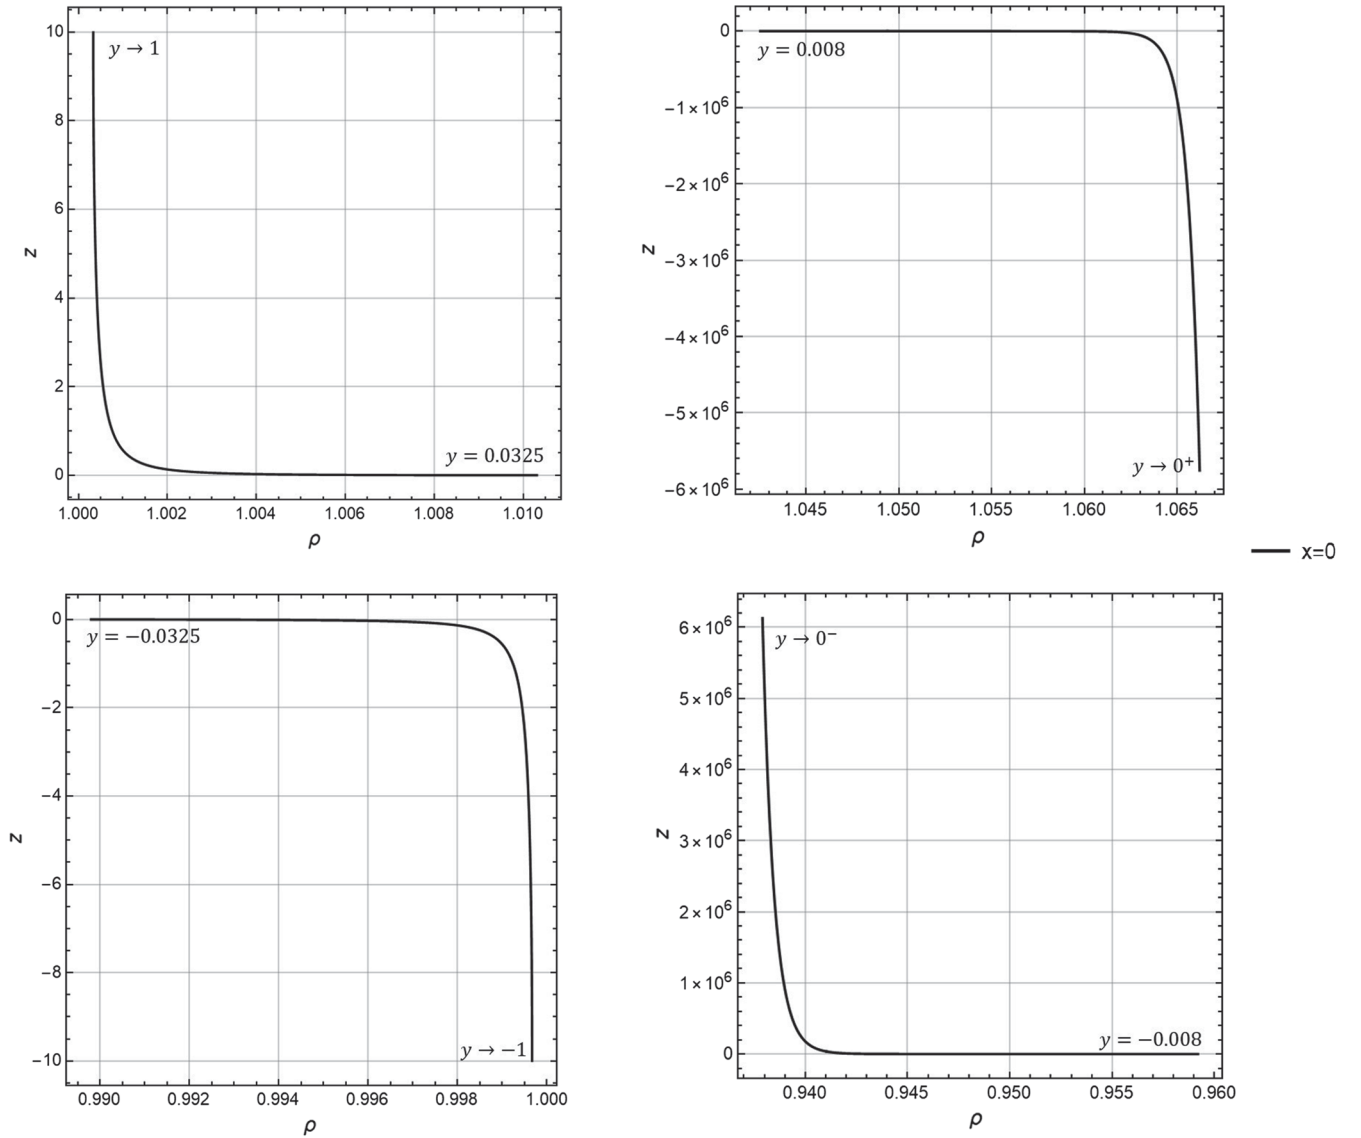 10
8
6
4
2
0
z
y → 1
y = 0.0325
1.000 1.002 1.004 1.006 1.008 1.010
ρ
0
−1×10⁶
−2×10⁶
−3×10⁶
−4×10⁶
−5×10⁶
−6×10⁶
z
y = 0.008
y → 0⁺
1.045 1.050 1.055 1.060 1.065
ρ
x=0
0
−2
−4
−6
−8
−10
z
y = −0.0325
y → −1
0.990 0.992 0.994 0.996 0.998 1.000
ρ
6×10⁶
5×10⁶
4×10⁶
3×10⁶
2×10⁶
1×10⁶
0
z
y → 0⁻
y = −0.008
0.940 0.945 0.950 0.955 0.960
ρ